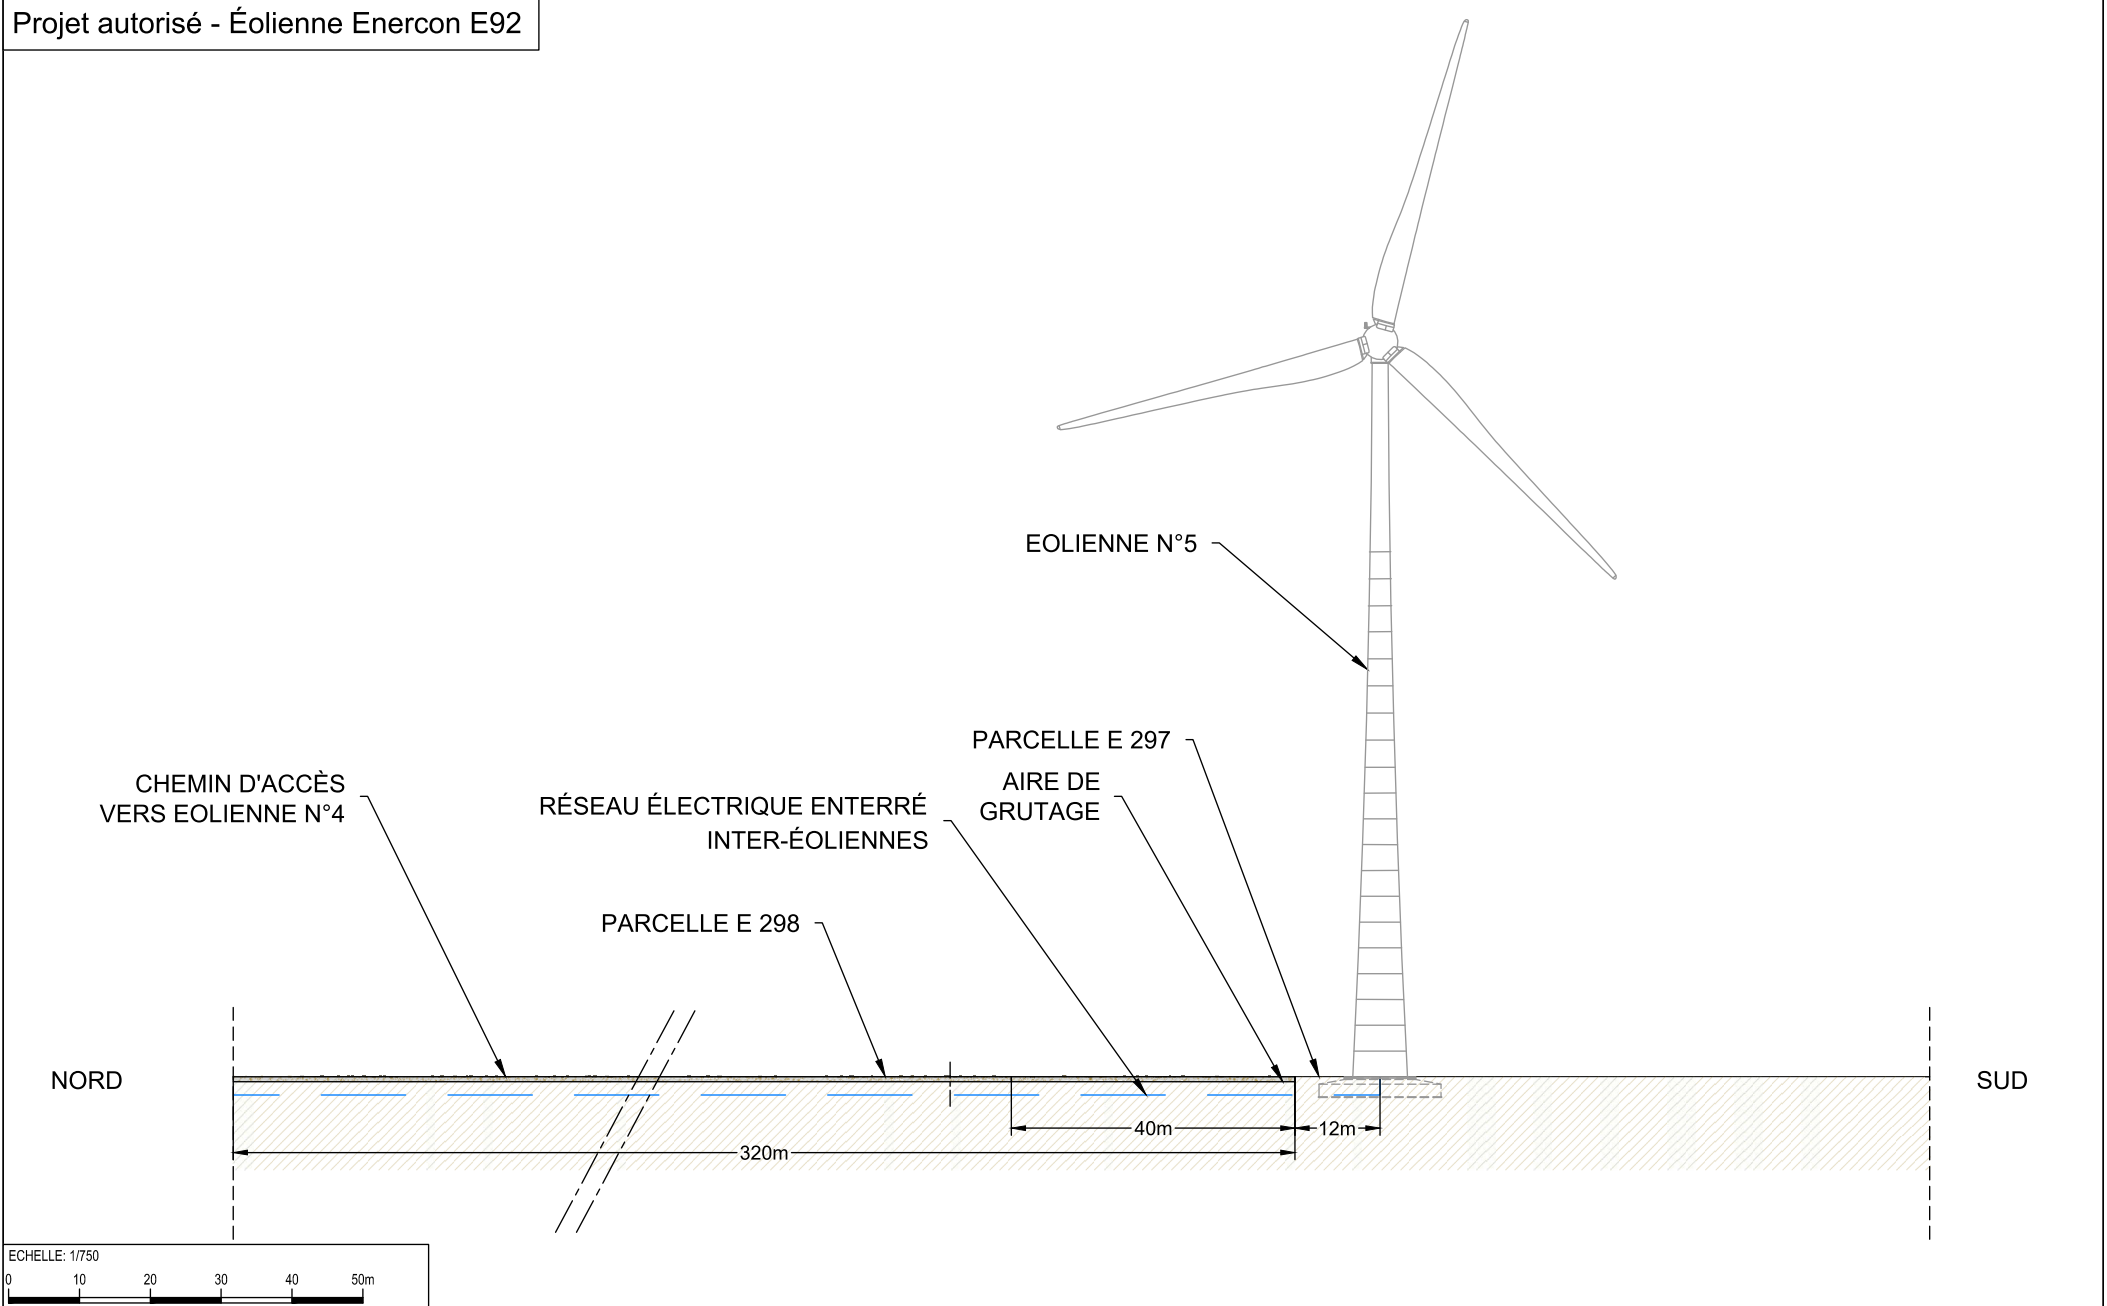 Projet autorisé - Éolienne Enercon E92
EOLIENNE N°5
PARCELLE E 297
AIRE DE
GRUTAGE
CHEMIN D'ACCÈS
VERS EOLIENNE N°4
RÉSEAU ÉLECTRIQUE ENTERRÉ
INTER-ÉOLIENNES
PARCELLE E 298
NORD
SUD
40m
12m
320m
ECHELLE: 1/750
0 10 20 30 40 50m